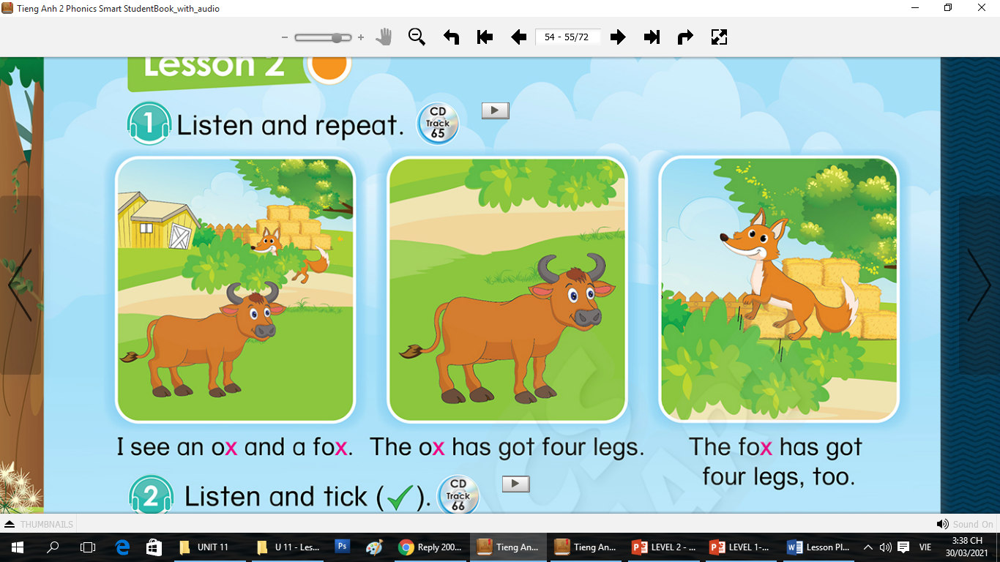 Tieng Anh 2 Phonics Smart StudentBook_with_audio
54 - 55/72
Lesson 2
1 Listen and repeat. CD Track 65
I see an ox and a fox.
The ox has got four legs.
The fox has got
four legs, too.
2 Listen and tick (✓). CD Track 66
THUMBNAILS
Sound On
UNIT 11
U 11 - Les...
Ps
Reply 200...
Tieng An...
Tieng An...
LEVEL 2 - ...
LEVEL 1-...
Lesson Pl...
VIE
3:38 CH
30/03/2021